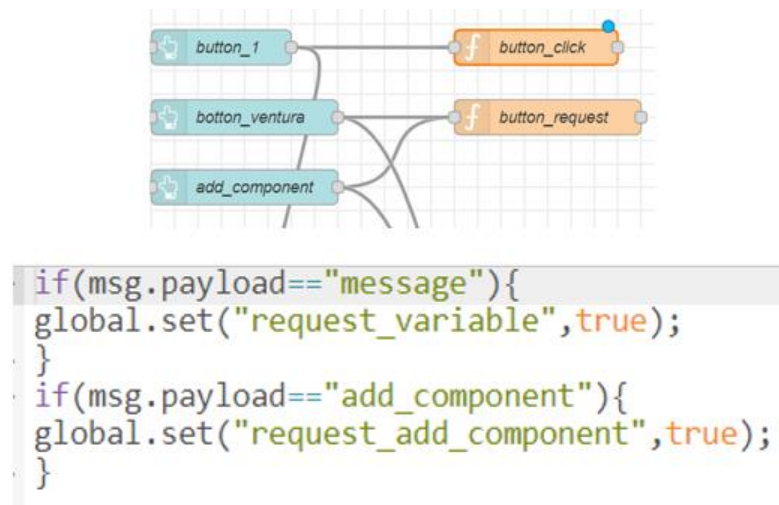 button_1
button_click
botton_ventura
button_request
add_component
if(msg.payload=="message"){
global.set("request_variable",true);
}
if(msg.payload=="add_component"){
global.set("request_add_component",true);
}